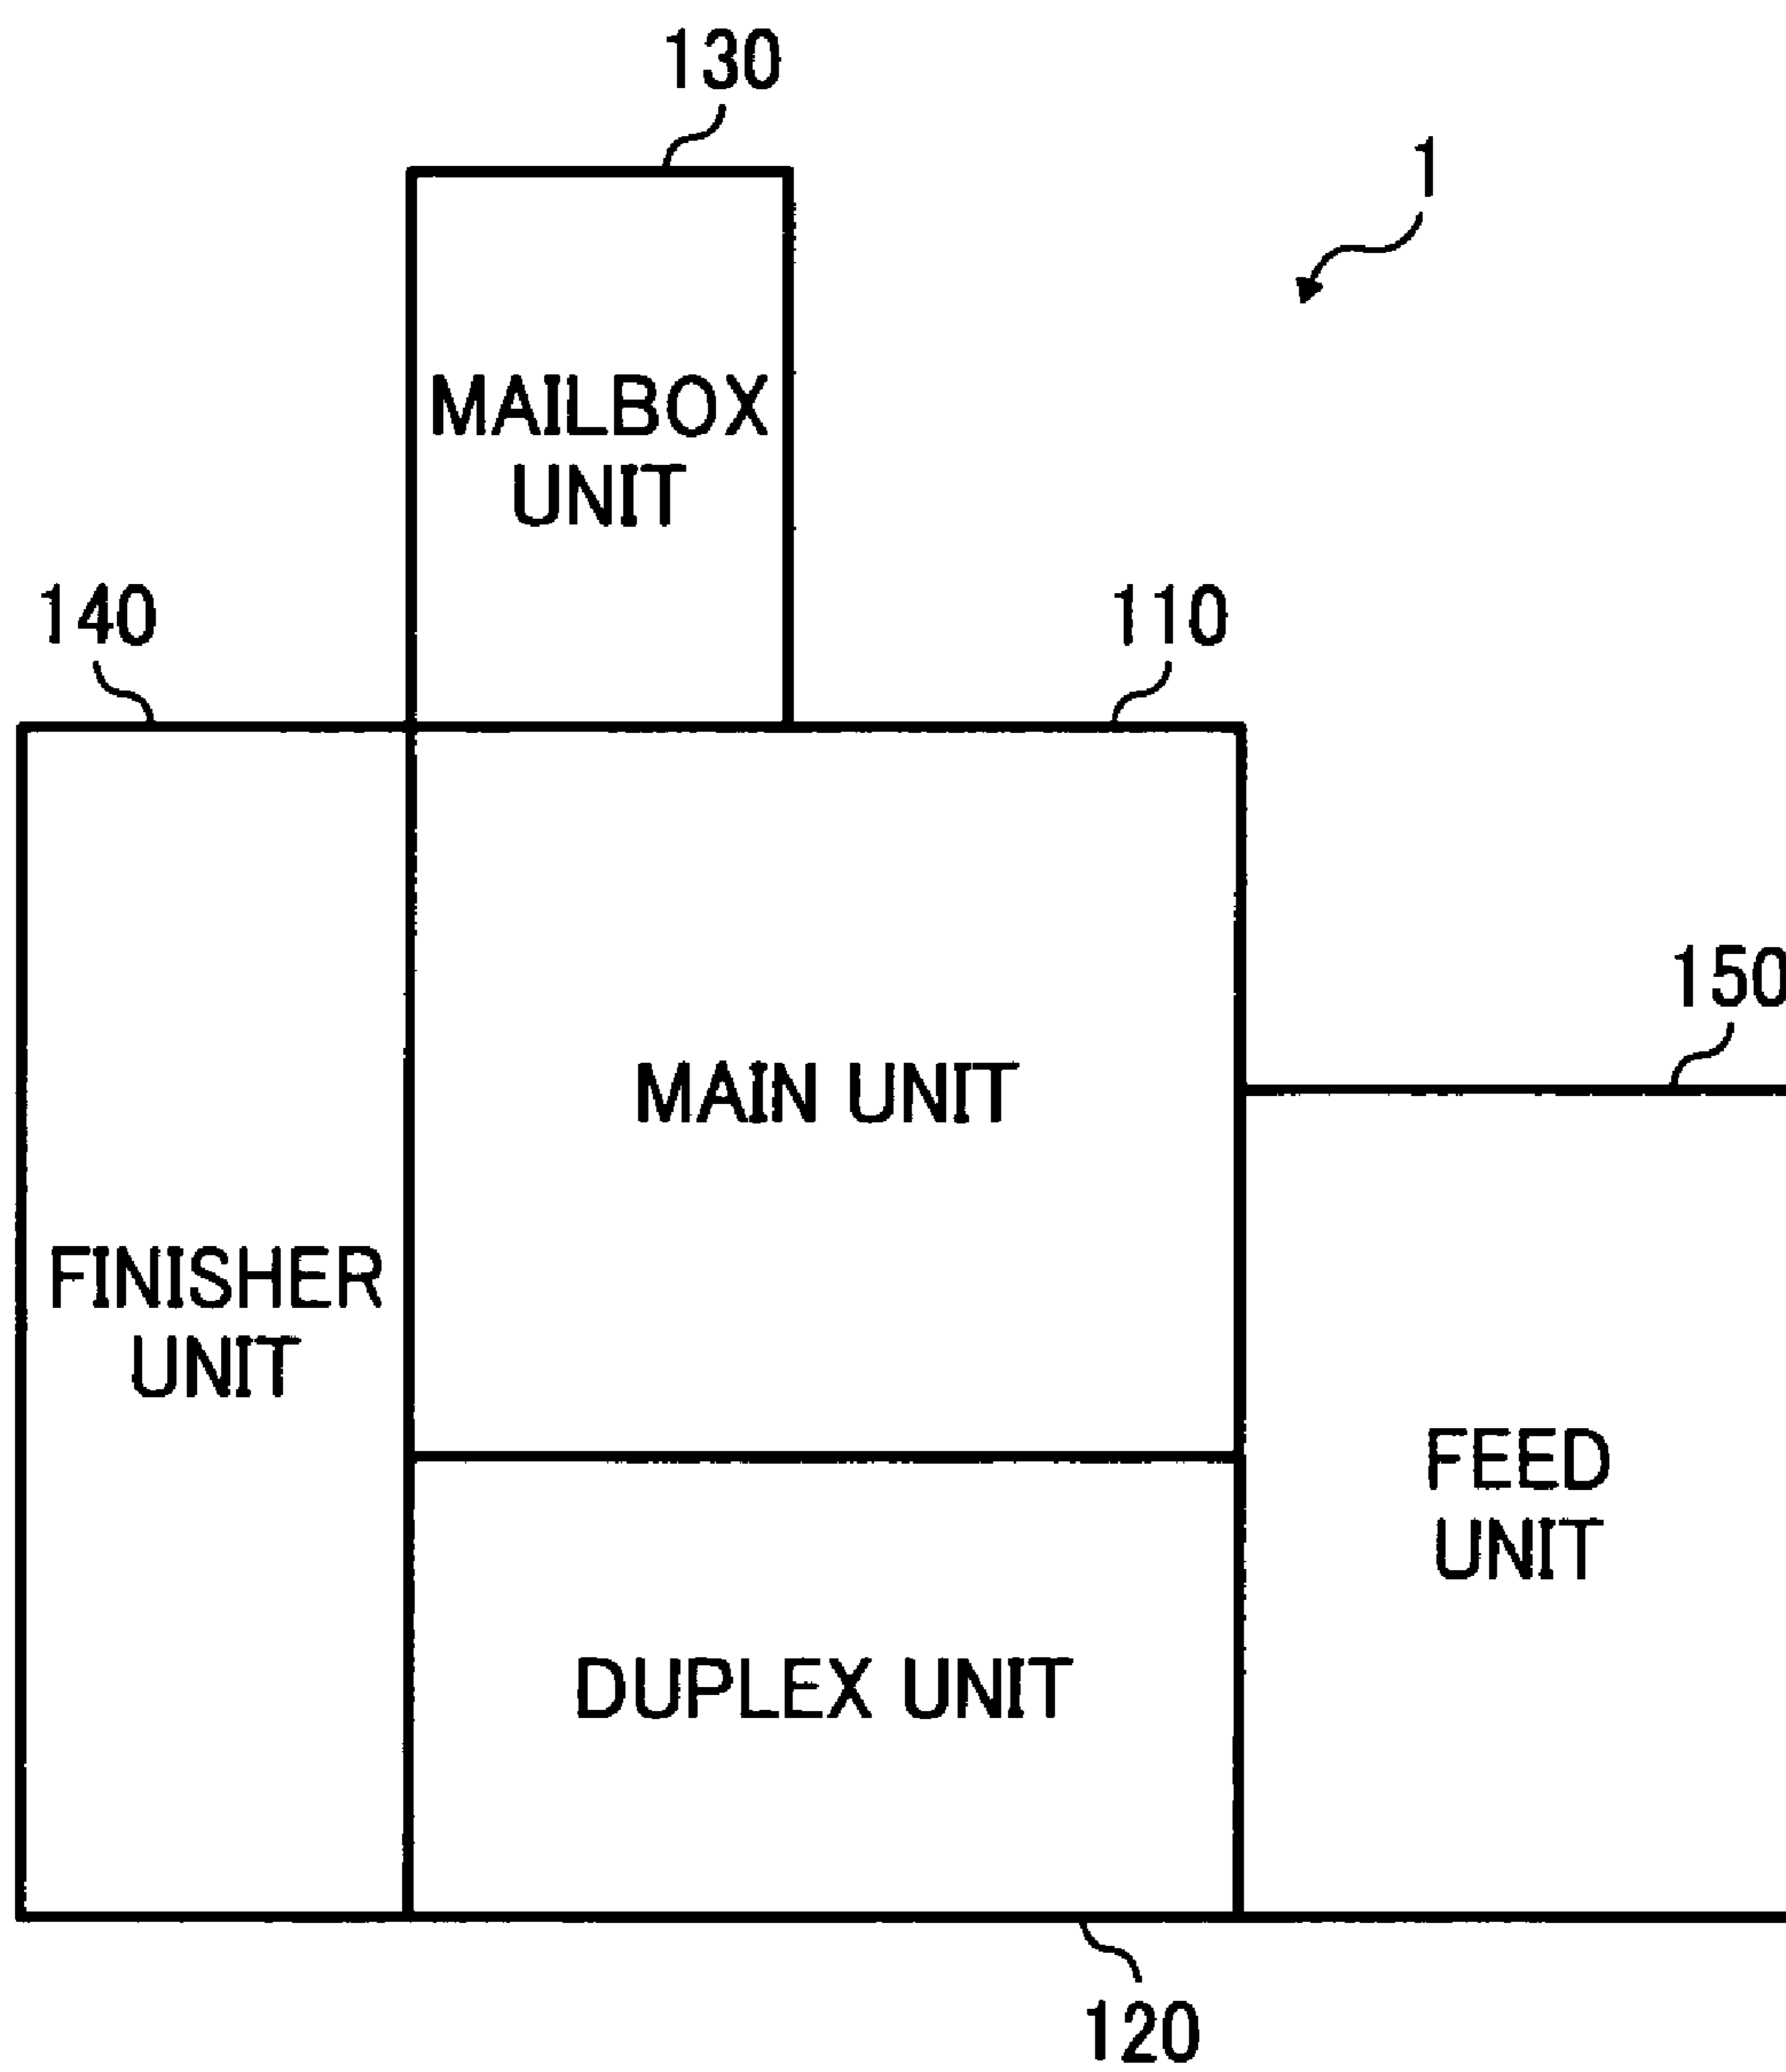 130
1
MAILBOX
UNIT
140
110
150
MAIN UNIT
FINISHER
UNIT
FEED
UNIT
DUPLEX UNIT
120